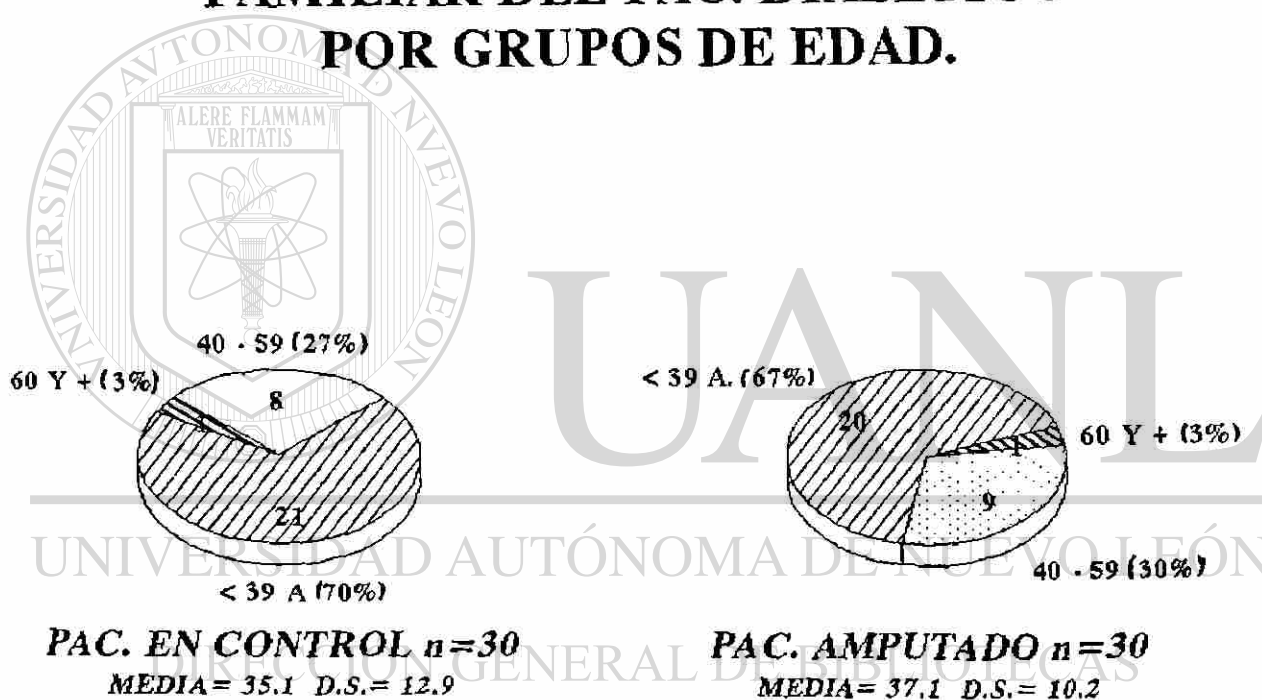 POR GRUPOS DE EDAD.
ALERE FLAMMAM
VERITATIS
UANL
40 - 59 (27%)
60 Y + (3%)
8
21
< 39 A (70%)
PAC. EN CONTROL n=30
MEDIA= 35.1 D.S.= 12.9
< 39 A. (67%)
20
60 Y + (3%)
1
9
40 - 59 (30%)
PAC. AMPUTADO n=30
MEDIA= 37.1 D.S.= 10.2
UNIVERSIDAD AUTÓNOMA DE NUEVO LEÓN
DIRECCIÓN GENERAL DE BIBLIOTECAS